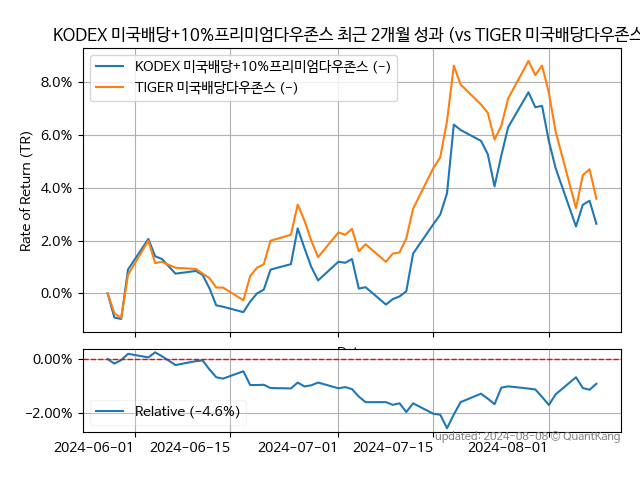 KODEX 미국배당+10%프리미엄다우존스 최근 2개월 성과 (vs TIGER 미국배당다우존스
KODEX 미국배당+10%프리미엄다우존스 (-)
TIGER 미국배당다우존스 (-)
Rate of Return (TR)
8.0%
6.0%
4.0%
2.0%
0.0%
0.00%
-2.00%
Relative (-4.6%)
2024-06-01
2024-06-15
2024-07-01
2024-07-15
2024-08-01
updated: 2024-08-08 © QuantKang